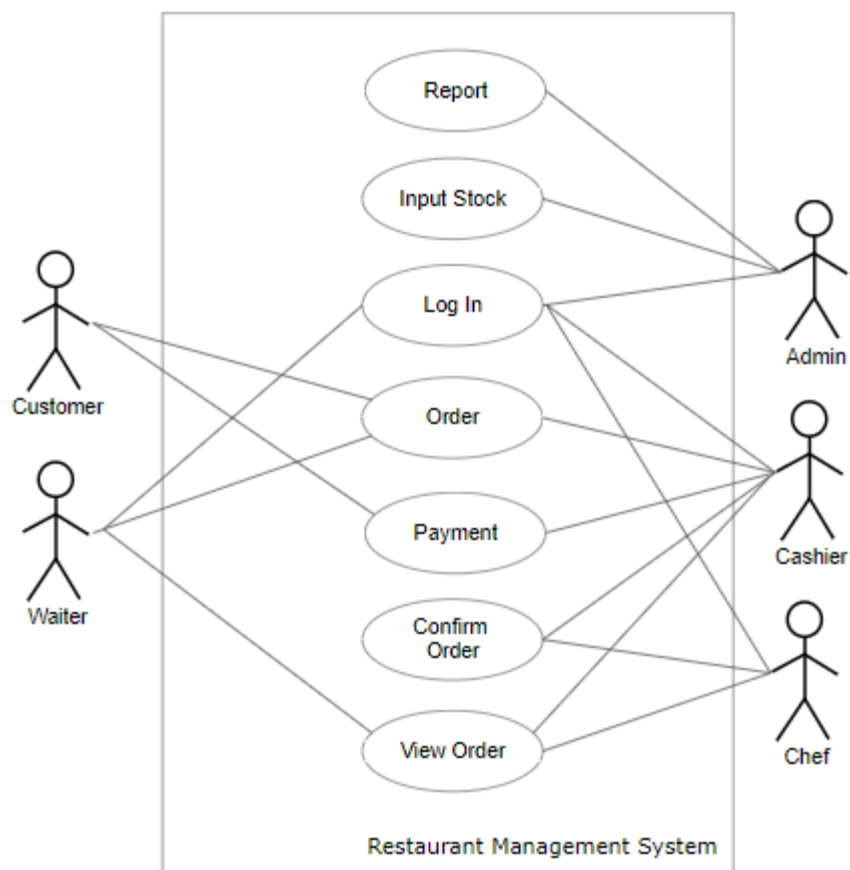 Report
Input Stock
Log In
Admin
Customer
Order
Payment
Cashier
Waiter
Confirm
Order
View Order
Chef
Restaurant Management System